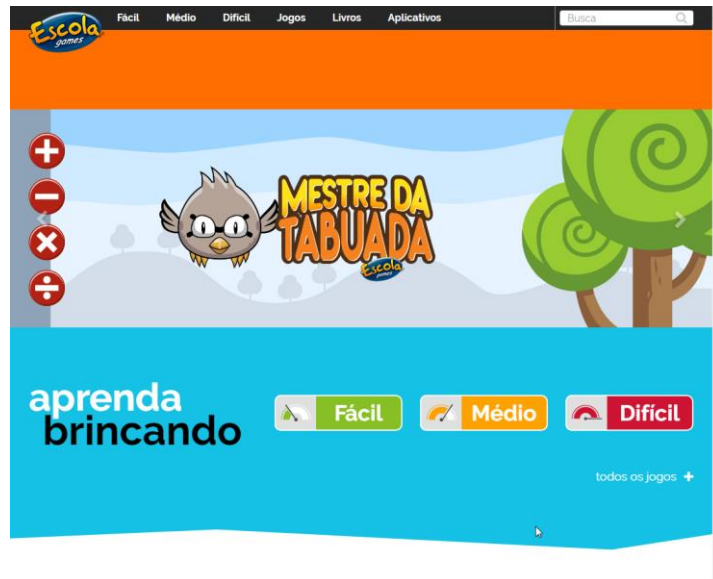 Escola games
Fácil Médio Difícil Jogos Livros Aplicativos Busca
MESTRE DA
TABUADA
Escola games
aprenda
brincando
Fácil Médio Difícil
todos os jogos +